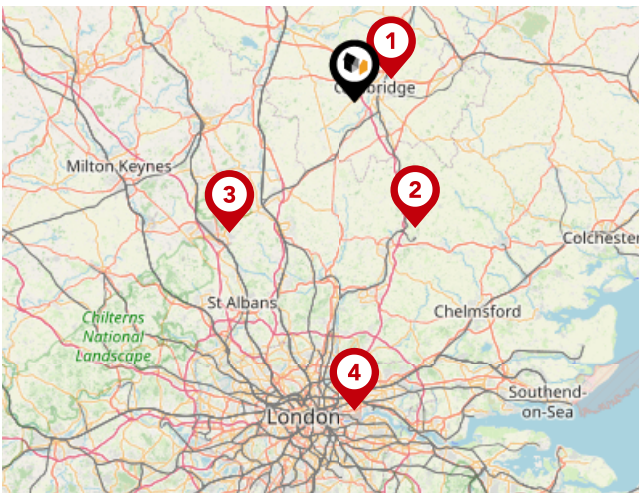 1
Cambridge
Milton Keynes
3
2
Colchester
St Albans
Chelmsford
Chilterns
National
Landscape
4
Southend-
on-Sea
London